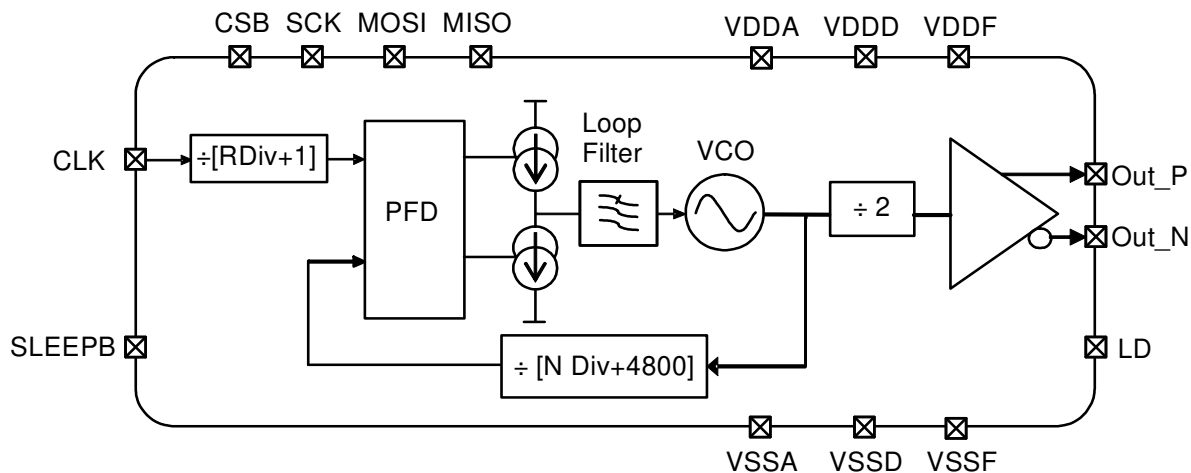 CSB SCK MOSI MISO
VDDA VDDD VDDF
CLK
÷[RDiv+1]
PFD
Loop
Filter
VCO
÷ 2
Out_P
Out_N
SLEEPB
÷ [N Div+4800]
LD
VSSA VSSD VSSF